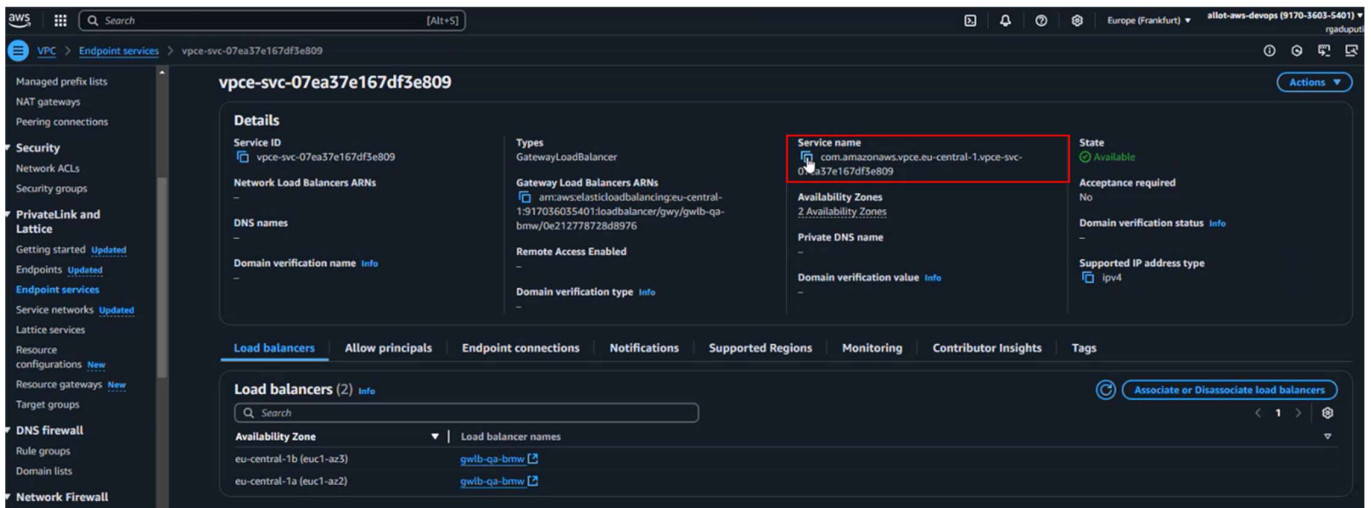 aws
Search [Alt+S] Europe (Frankfurt) allot-aws-devops (9170-3603-5401)
rgaduputi
VPC > Endpoint services > vpce-svc-07ea37e167df3e809
Managed prefix lists
NAT gateways
Peering connections
Security
Network ACLs
Security groups
PrivateLink and
Lattice
Getting started Updated
Endpoints Updated
Endpoint services
Service networks Updated
Lattice services
Resource
configurations New
Resource gateways New
Target groups
DNS firewall
Rule groups
Domain lists
Network Firewall
vpce-svc-07ea37e167df3e809
Actions
Details
Service ID
vpce-svc-07ea37e167df3e809
Network Load Balancers ARNs
–
DNS names
–
Domain verification name Info
–
Types
GatewayLoadBalancer
Gateway Load Balancers ARNs
arn:aws:elasticloadbalancing:eu-central-
1:917036035401:loadbalancer/gwy/gwlb-qa-
bmw/0e212778728d8976
Remote Access Enabled
–
Domain verification type Info
–
Service name
com.amazonaws.vpce.eu-central-1.vpce-svc-
07ea37e167df3e809
Availability Zones
2 Availability Zones
Private DNS name
–
Domain verification value Info
–
State
Available
Acceptance required
No
Domain verification status Info
–
Supported IP address type
ipv4
Load balancers Allow principals Endpoint connections Notifications Supported Regions Monitoring Contributor Insights Tags
Load balancers (2) Info
Associate or Disassociate load balancers
Search
< 1 >
Availability Zone Load balancer names
eu-central-1b (euc1-az3) gwlb-qa-bmw
eu-central-1a (euc1-az2) gwlb-qa-bmw